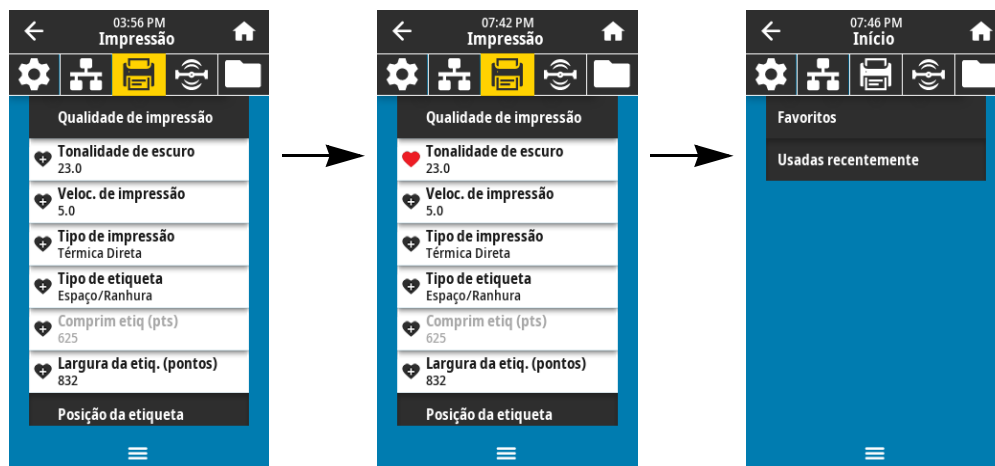 03:56 PM
Impressão
Qualidade de impressão
Tonalidade de escuro
23.0
Veloc. de impressão
5.0
Tipo de impressão
Térmica Direta
Tipo de etiqueta
Espaço/Ranhura
Comprim etiq (pts)
625
Largura da etiq. (pontos)
832
Posição da etiqueta
07:42 PM
Impressão
Qualidade de impressão
Tonalidade de escuro
23.0
Veloc. de impressão
5.0
Tipo de impressão
Térmica Direta
Tipo de etiqueta
Espaço/Ranhura
Comprim etiq (pts)
625
Largura da etiq. (pontos)
832
Posição da etiqueta
07:46 PM
Início
Favoritos
Usadas recentemente